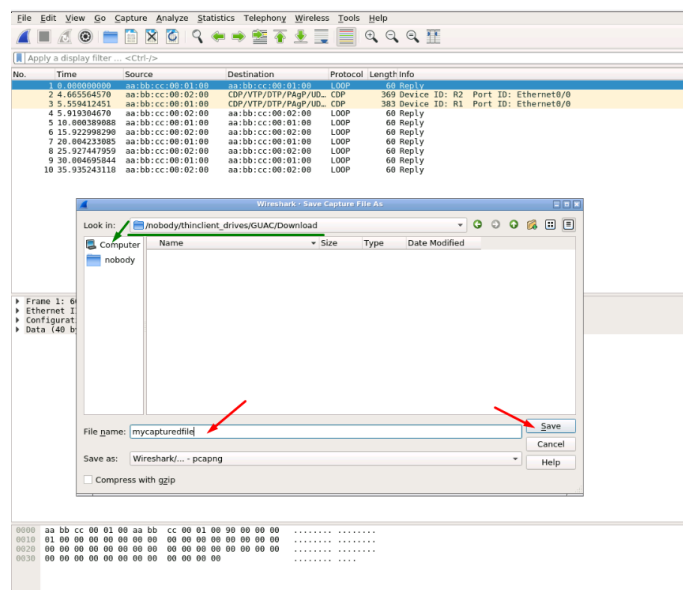 File Edit View Go Capture Analyze Statistics Telephony Wireless Tools Help
Apply a display filter ... <Ctrl-/>
No. Time Source Destination Protocol Length Info
1 0.000000000 aa:bb:cc:00:01:00 aa:bb:cc:00:01:00 LOOP 60 Reply
2 4.665564570 aa:bb:cc:00:02:00 CDP/VTP/DTP/PAgP/UD... CDP 369 Device ID: R2 Port ID: Ethernet0/0
3 5.559412451 aa:bb:cc:00:01:00 CDP/VTP/DTP/PAgP/UD... CDP 383 Device ID: R1 Port ID: Ethernet0/0
4 5.919304670 aa:bb:cc:00:02:00 aa:bb:cc:00:02:00 LOOP 60 Reply
5 10.000389088 aa:bb:cc:00:01:00 aa:bb:cc:00:01:00 LOOP 60 Reply
6 15.922998290 aa:bb:cc:00:02:00 aa:bb:cc:00:02:00 LOOP 60 Reply
7 20.004233085 aa:bb:cc:00:01:00 aa:bb:cc:00:01:00 LOOP 60 Reply
8 25.927447959 aa:bb:cc:00:02:00 aa:bb:cc:00:02:00 LOOP 60 Reply
9 30.004695844 aa:bb:cc:00:01:00 aa:bb:cc:00:01:00 LOOP 60 Reply
10 35.935243118 aa:bb:cc:00:02:00 aa:bb:cc:00:02:00 LOOP 60 Reply
Wireshark · Save Capture File As
Look in: /nobody/thinclient_drives/GUAC/Download
Computer
nobody
Name Size Type Date Modified
Frame 1: 6
Ethernet I
Configurat
Data (40 b
File name: mycapturedfile
Save
Cancel
Save as: Wireshark/... - pcapng
Help
Compress with gzip
0000 aa bb cc 00 01 00 aa bb cc 00 01 00 90 00 00 00 ........ ........
0010 01 00 00 00 00 00 00 00 00 00 00 00 00 00 00 00 ........ ........
0020 00 00 00 00 00 00 00 00 00 00 00 00 00 00 00 00 ........ ........
0030 00 00 00 00 00 00 00 00 00 00 00 00 ........ ....